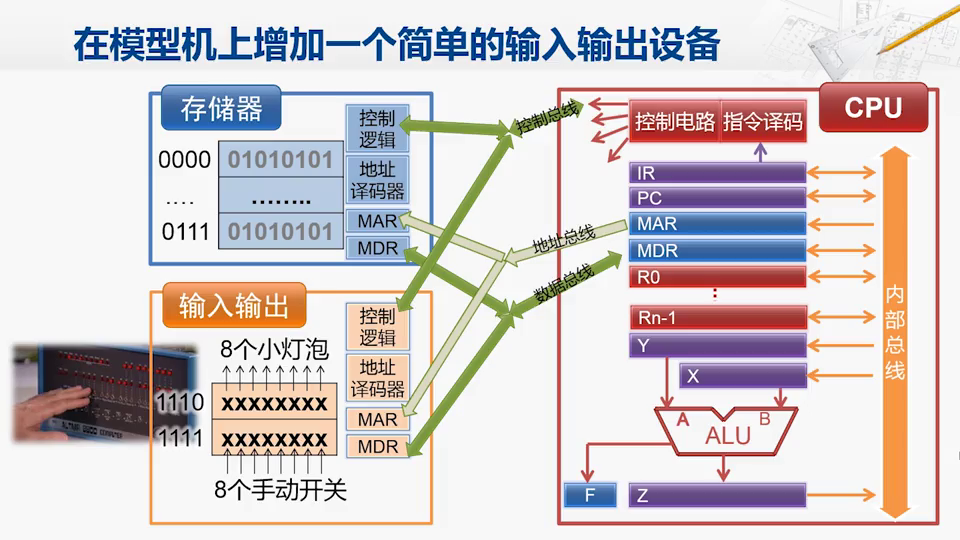 在模型机上增加一个简单的输入输出设备
存储器
控制
逻辑
0000 01010101
地址
译码器
.... ........
0111 01010101
MAR
MDR
输入输出
控制
逻辑
8个小灯泡
地址
译码器
1110 xxxxxxxx
MAR
1111 xxxxxxxx
MDR
8个手动开关
控制总线
地址总线
数据总线
CPU
控制电路 指令译码
IR
PC
MAR
MDR
R0
⋮
Rn-1
Y
X
A B
ALU
F Z
内部总线